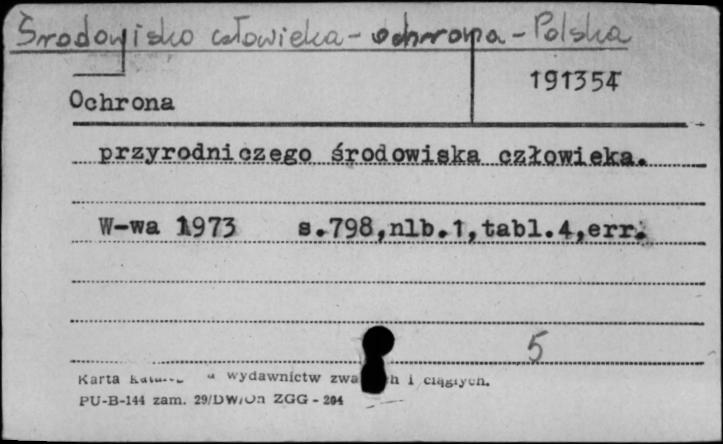 Środowisko człowieka - ochrona - Polska
191354
Ochrona
przyrodniczego środowiska człowieka.
W-wa 1973 s.798,nlb.1,tabl.4,err.
5
Karta wydawnictw i ciągłych.
PU-B-144 zam. 29/DW/On ZGG - 204